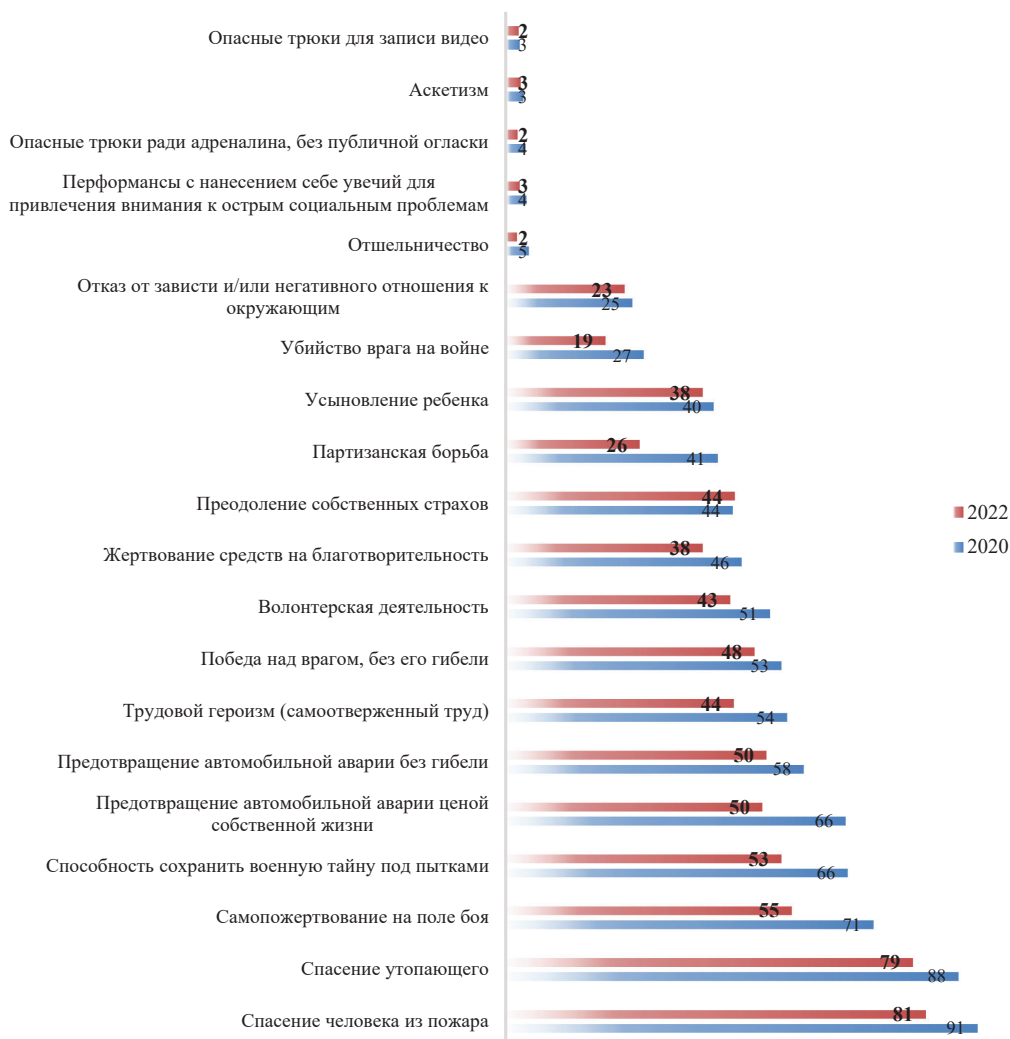 Опасные трюки для записи видео
2
3
Аскетизм
3
3
Опасные трюки ради адреналина, без публичной огласки
2
4
Перформансы с нанесением себе увечий для
привлечения внимания к острым социальным проблемам
3
4
Отшельничество
2
5
Отказ от зависти и/или негативного отношения к
окружающим
23
25
Убийство врага на войне
19
27
Усыновление ребенка
38
40
Партизанская борьба
26
41
Преодоление собственных страхов
44
44
Жертвование средств на благотворительность
38
46
Волонтерская деятельность
43
51
Победа над врагом, без его гибели
48
53
Трудовой героизм (самоотверженный труд)
44
54
Предотвращение автомобильной аварии без гибели
50
58
Предотвращение автомобильной аварии ценой
собственной жизни
50
66
Способность сохранить военную тайну под пытками
53
66
Самопожертвование на поле боя
55
71
Спасение утопающего
79
88
Спасение человека из пожара
81
91
2022
2020